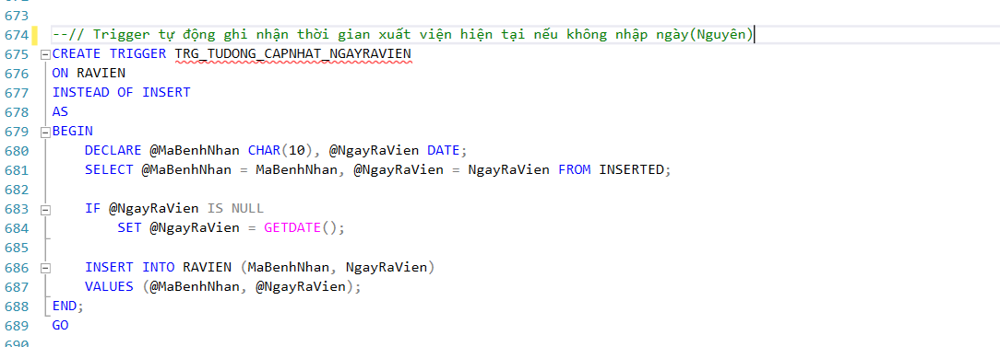 673
674 --// Trigger tự động ghi nhận thời gian xuất viện hiện tại nếu không nhập ngày(Nguyên)
675 CREATE TRIGGER TRG_TUDONG_CAPNHAT_NGAYRAVIEN
676 ON RAVIEN
677 INSTEAD OF INSERT
678 AS
679 BEGIN
680 DECLARE @MaBenhNhan CHAR(10), @NgayRaVien DATE;
681 SELECT @MaBenhNhan = MaBenhNhan, @NgayRaVien = NgayRaVien FROM INSERTED;
682
683 IF @NgayRaVien IS NULL
684 SET @NgayRaVien = GETDATE();
685
686 INSERT INTO RAVIEN (MaBenhNhan, NgayRaVien)
687 VALUES (@MaBenhNhan, @NgayRaVien);
688 END;
689 GO